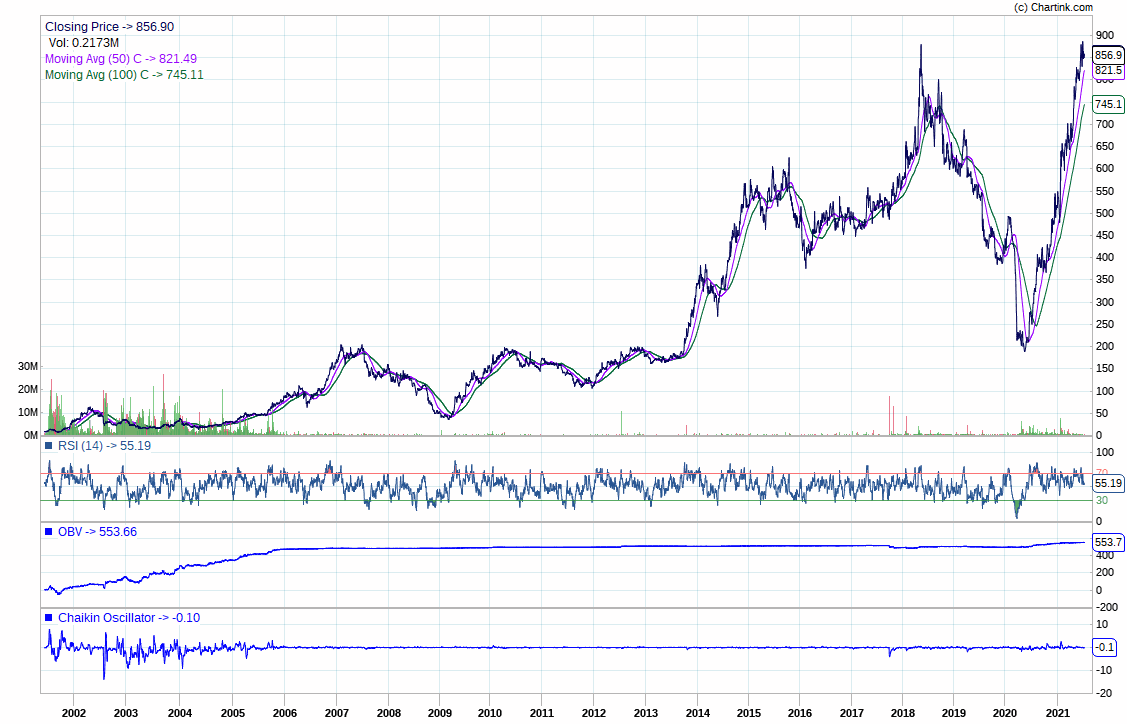 (c) Chartink.com
Closing Price -> 856.90
Vol: 0.2173M
Moving Avg (50) C -> 821.49
Moving Avg (100) C -> 745.11
900
856.9
821.5
800
745.1
700
650
600
550
500
450
400
350
300
250
200
150
100
50
0
30M
20M
10M
0M
RSI (14) -> 55.19
100
70
55.19
30
0
OBV -> 553.66
553.7
400
200
0
-200
Chaikin Oscillator -> -0.10
10
-0.1
-10
-20
2002 2003 2004 2005 2006 2007 2008 2009 2010 2011 2012 2013 2014 2015 2016 2017 2018 2019 2020 2021